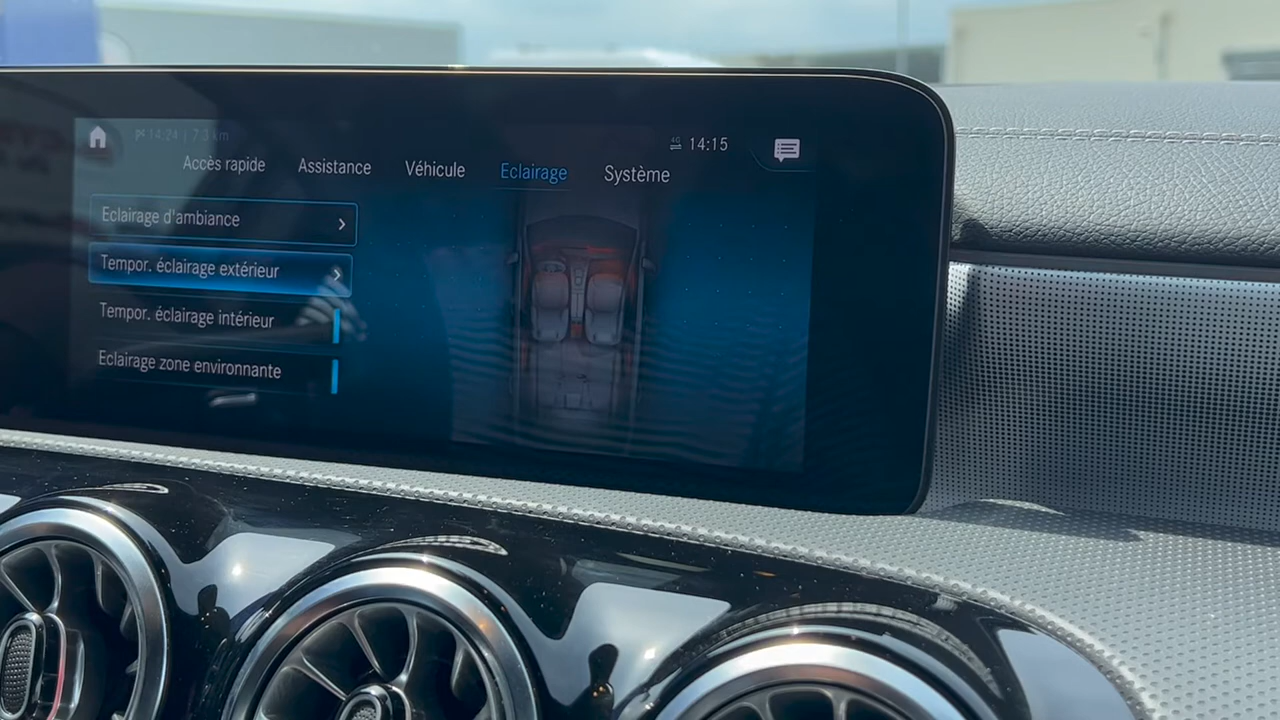 14:24 | 7.3 km
4G
14:15
Accès rapide
Assistance
Véhicule
Eclairage
Système
Eclairage d'ambiance
Tempor. éclairage extérieur
Tempor. éclairage intérieur
Eclairage zone environnante